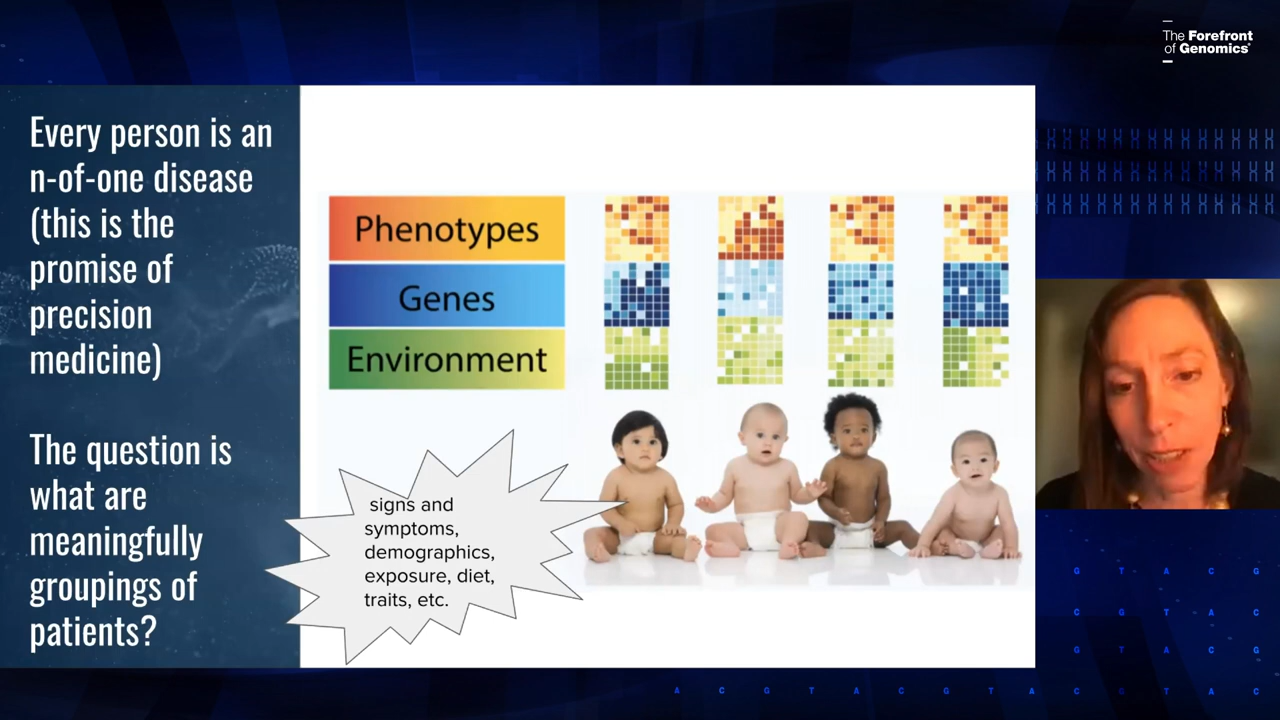 The Forefront
of Genomics®
Every person is an
n-of-one disease
(this is the
promise of
precision
medicine)
The question is
what are
meaningfully
groupings of
patients?
Phenotypes
Genes
Environment
signs and
symptoms,
demographics,
exposure, diet,
traits, etc.
G T A C G
C G T A C
T A C G
A C G T A C G T A C G T A C